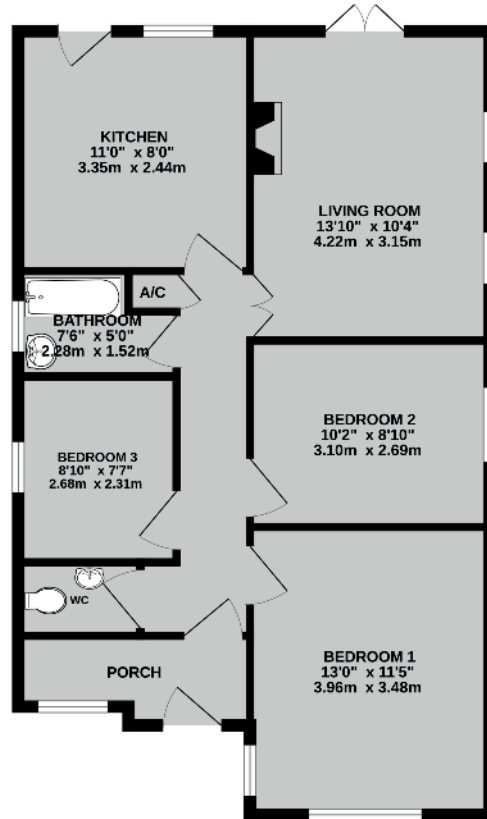 KITCHEN
11'0" x 8'0"
3.35m x 2.44m
LIVING ROOM
13'10" x 10'4"
4.22m x 3.15m
A/C
BATHROOM
7'6" x 5'0"
2.28m x 1.52m
BEDROOM 2
10'2" x 8'10"
3.10m x 2.69m
BEDROOM 3
8'10" x 7'7"
2.68m x 2.31m
WC
PORCH
BEDROOM 1
13'0" x 11'5"
3.96m x 3.48m